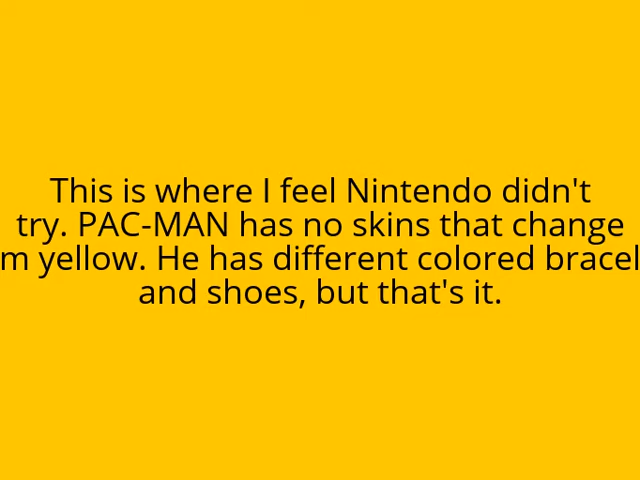 This is where I feel Nintendo didn't
try. PAC-MAN has no skins that change
m yellow. He has different colored bracel
and shoes, but that's it.